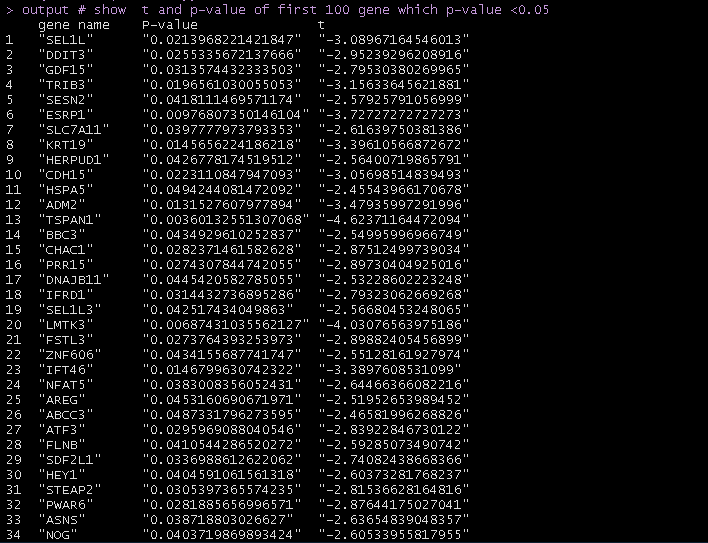 > output # show  t and p-value of first 100 gene which p-value <0.05
gene name P-value t
1 "SEL1L" "0.0213968221421847" "-3.08967164546013"
2 "DDIT3" "0.0255335672137666" "-2.95239296208916"
3 "GDF15" "0.0313574432333503" "-2.79530380269965"
4 "TRIB3" "0.0196561030055053" "-3.15633645621881"
5 "SESN2" "0.0418111469571174" "-2.57925791056999"
6 "ESRP1" "0.00976807350146104" "-3.72727272727273"
7 "SLC7A11" "0.0397777973793353" "-2.61639750381386"
8 "KRT19" "0.0145656224186218" "-3.39610566872672"
9 "HERPUD1" "0.0426778174519512" "-2.56400719865791"
10 "CDH15" "0.0223110847947093" "-3.05698514839493"
11 "HSPA5" "0.0494244081472092" "-2.45543966170678"
12 "ADM2" "0.0131527607977894" "-3.47935997291996"
13 "TSPAN1" "0.00360132551307068" "-4.62371164472094"
14 "BBC3" "0.0434929610252837" "-2.54995996966749"
15 "CHAC1" "0.0282371461582628" "-2.87512499739034"
16 "PRR15" "0.0274307844742055" "-2.89730404925016"
17 "DNAJB11" "0.0445420582785055" "-2.53228602223248"
18 "IFRD1" "0.0314432736895286" "-2.79323062669268"
19 "SEL1L3" "0.042517434049863" "-2.56680453248065"
20 "LMTK3" "0.00687431035562127" "-4.03076563975186"
21 "FSTL3" "0.0273764393253973" "-2.89882405456899"
22 "ZNF606" "0.0434155687741747" "-2.55128161927974"
23 "IFT46" "0.0146799630742322" "-3.3897608531099"
24 "NFAT5" "0.0383008356052431" "-2.64466366082216"
25 "AREG" "0.0453160690671971" "-2.51952653989452"
26 "ABCC3" "0.0487331796273595" "-2.46581996268826"
27 "ATF3" "0.0295969088040546" "-2.83922846730122"
28 "FLNB" "0.0410544286520272" "-2.59285073490742"
29 "SDF2L1" "0.0336988612622062" "-2.74082438668366"
30 "HEY1" "0.0404591061561318" "-2.60373281768237"
31 "STEAP2" "0.0305397365574235" "-2.81536628164816"
32 "PWAR6" "0.0281885656996571" "-2.87644175027041"
33 "ASNS" "0.038718803026627" "-2.63654839048357"
34 "NOG" "0.0403719869893424" "-2.60533955817955"